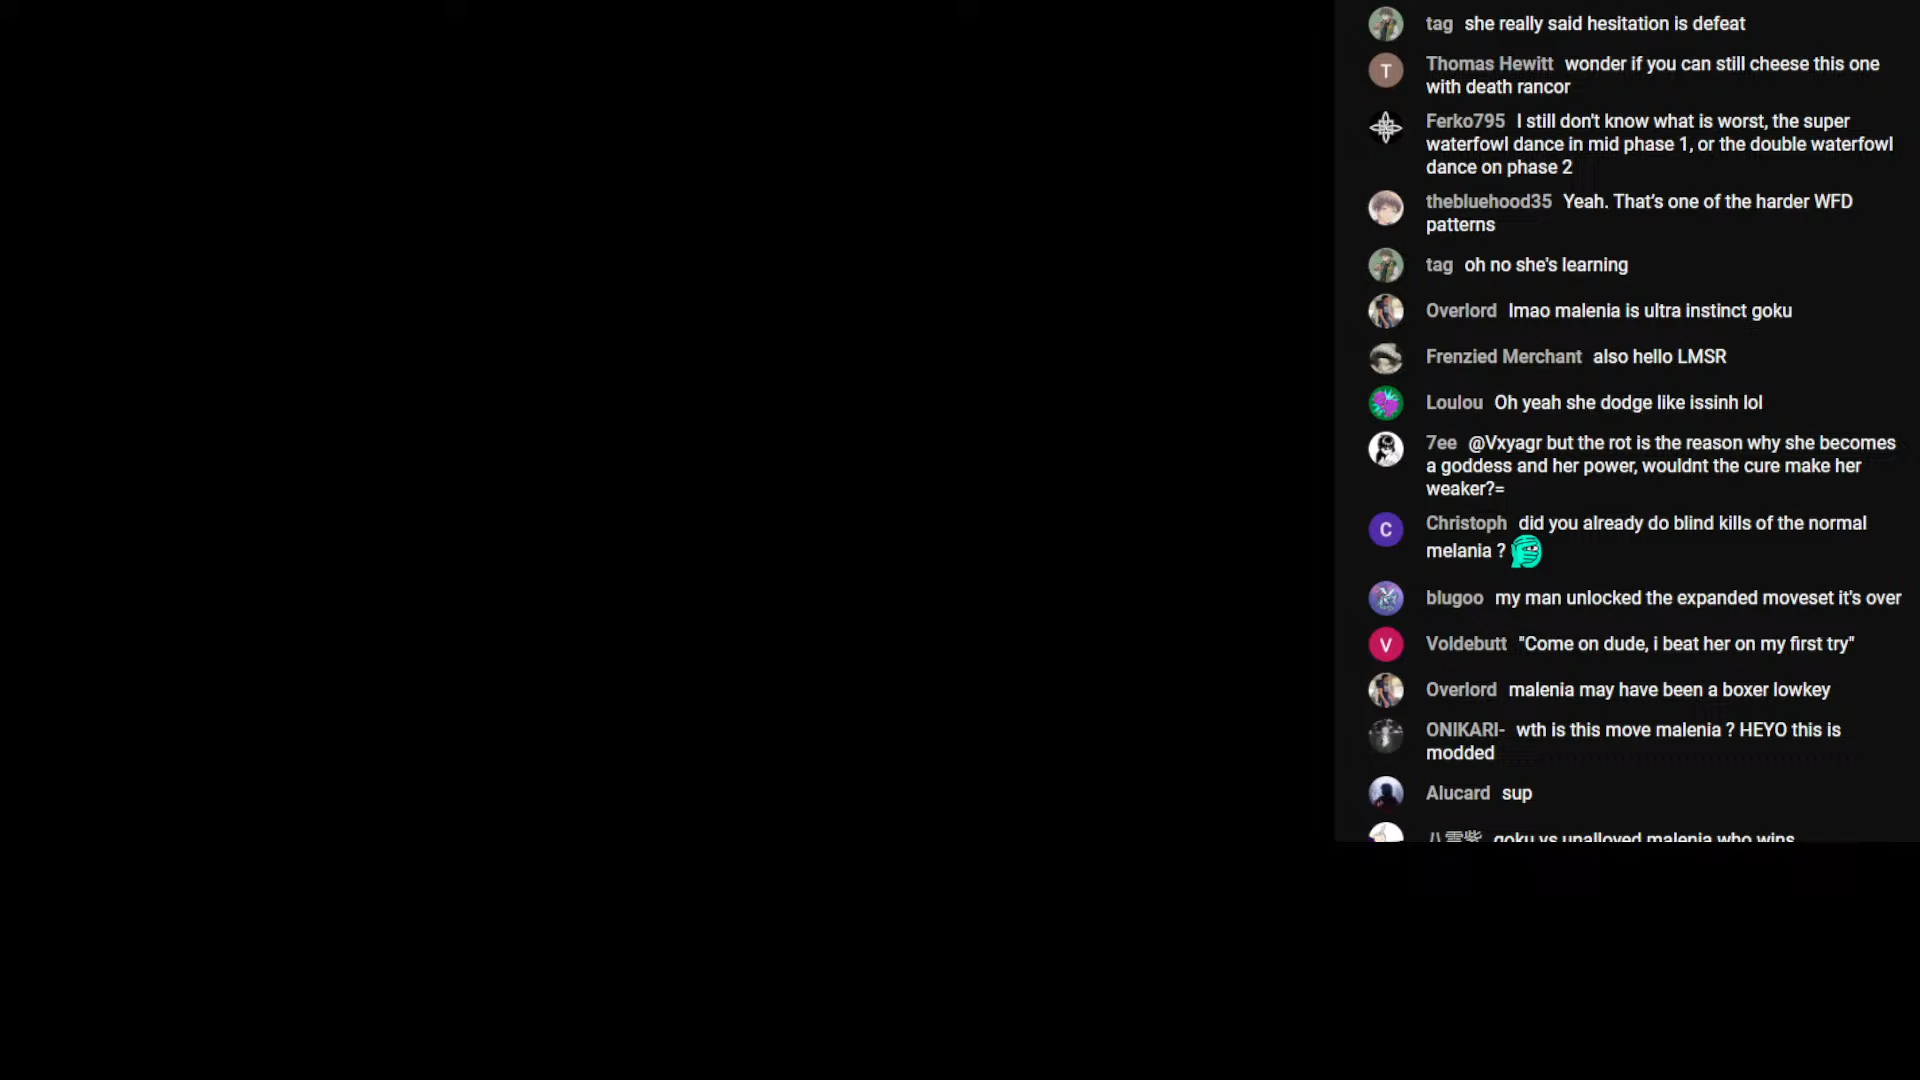 tag she really said hesitation is defeat
Thomas Hewitt wonder if you can still cheese this one
with death rancor
Ferko795 I still don't know what is worst, the super
waterfowl dance in mid phase 1, or the double waterfowl
dance on phase 2
thebluehood35 Yeah. That's one of the harder WFD
patterns
tag oh no she's learning
Overlord lmao malenia is ultra instinct goku
Frenzied Merchant also hello LMSR
Loulou Oh yeah she dodge like issinh lol
7ee @Vxyagr but the rot is the reason why she becomes
a goddess and her power, wouldnt the cure make her
weaker?=
Christoph did you already do blind kills of the normal
melania ?
blugoo my man unlocked the expanded moveset it's over
Voldebutt "Come on dude, i beat her on my first try"
Overlord malenia may have been a boxer lowkey
ONIKARI- wth is this move malenia ? HEYO this is
modded
Alucard sup
八雲紫 goku vs unalloyed malenia who wins
T
C
V